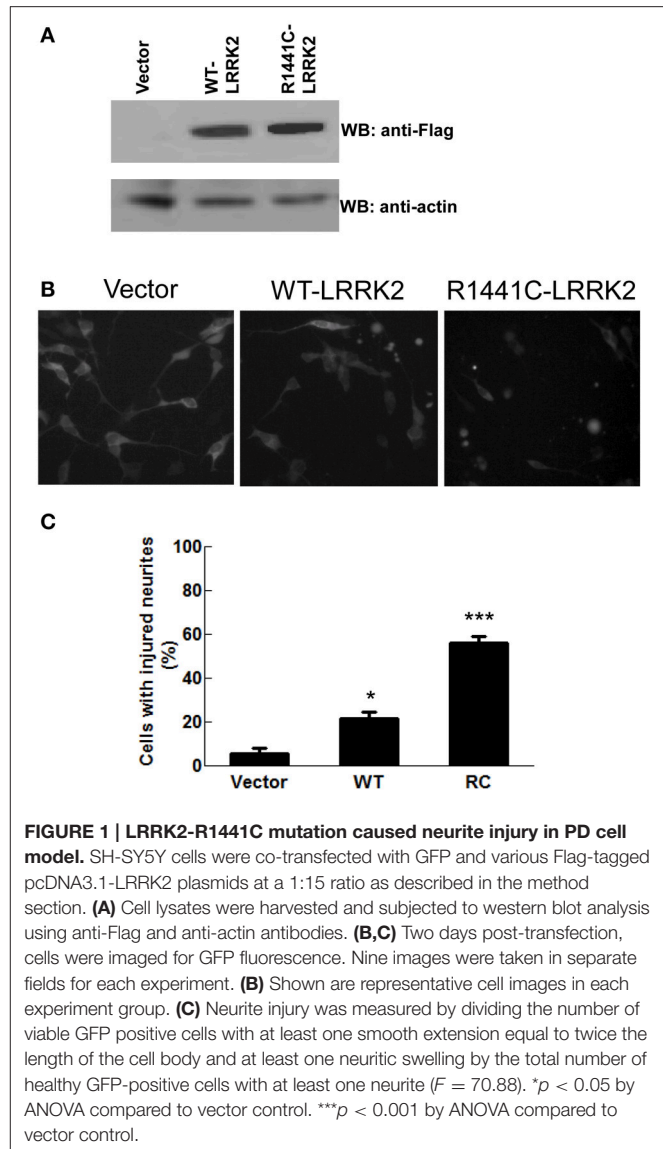 A
Vector
WT-
LRRK2
R1441C-
LRRK2
WB: anti-Flag
WB: anti-actin
B
Vector
WT-LRRK2
R1441C-LRRK2
C
Cells with injured neurites
(%)
100
80
60
40
20
0
*
***
Vector
WT
RC
FIGURE 1 | LRRK2-R1441C mutation caused neurite injury in PD cell
model. SH-SY5Y cells were co-transfected with GFP and various Flag-tagged
pcDNA3.1-LRRK2 plasmids at a 1:15 ratio as described in the method
section. (A) Cell lysates were harvested and subjected to western blot analysis
using anti-Flag and anti-actin antibodies. (B,C) Two days post-transfection,
cells were imaged for GFP fluorescence. Nine images were taken in separate
fields for each experiment. (B) Shown are representative cell images in each
experiment group. (C) Neurite injury was measured by dividing the number of
viable GFP positive cells with at least one smooth extension equal to twice the
length of the cell body and at least one neuritic swelling by the total number of
healthy GFP-positive cells with at least one neurite (F = 70.88). *p < 0.05 by
ANOVA compared to vector control. ***p < 0.001 by ANOVA compared to
vector control.